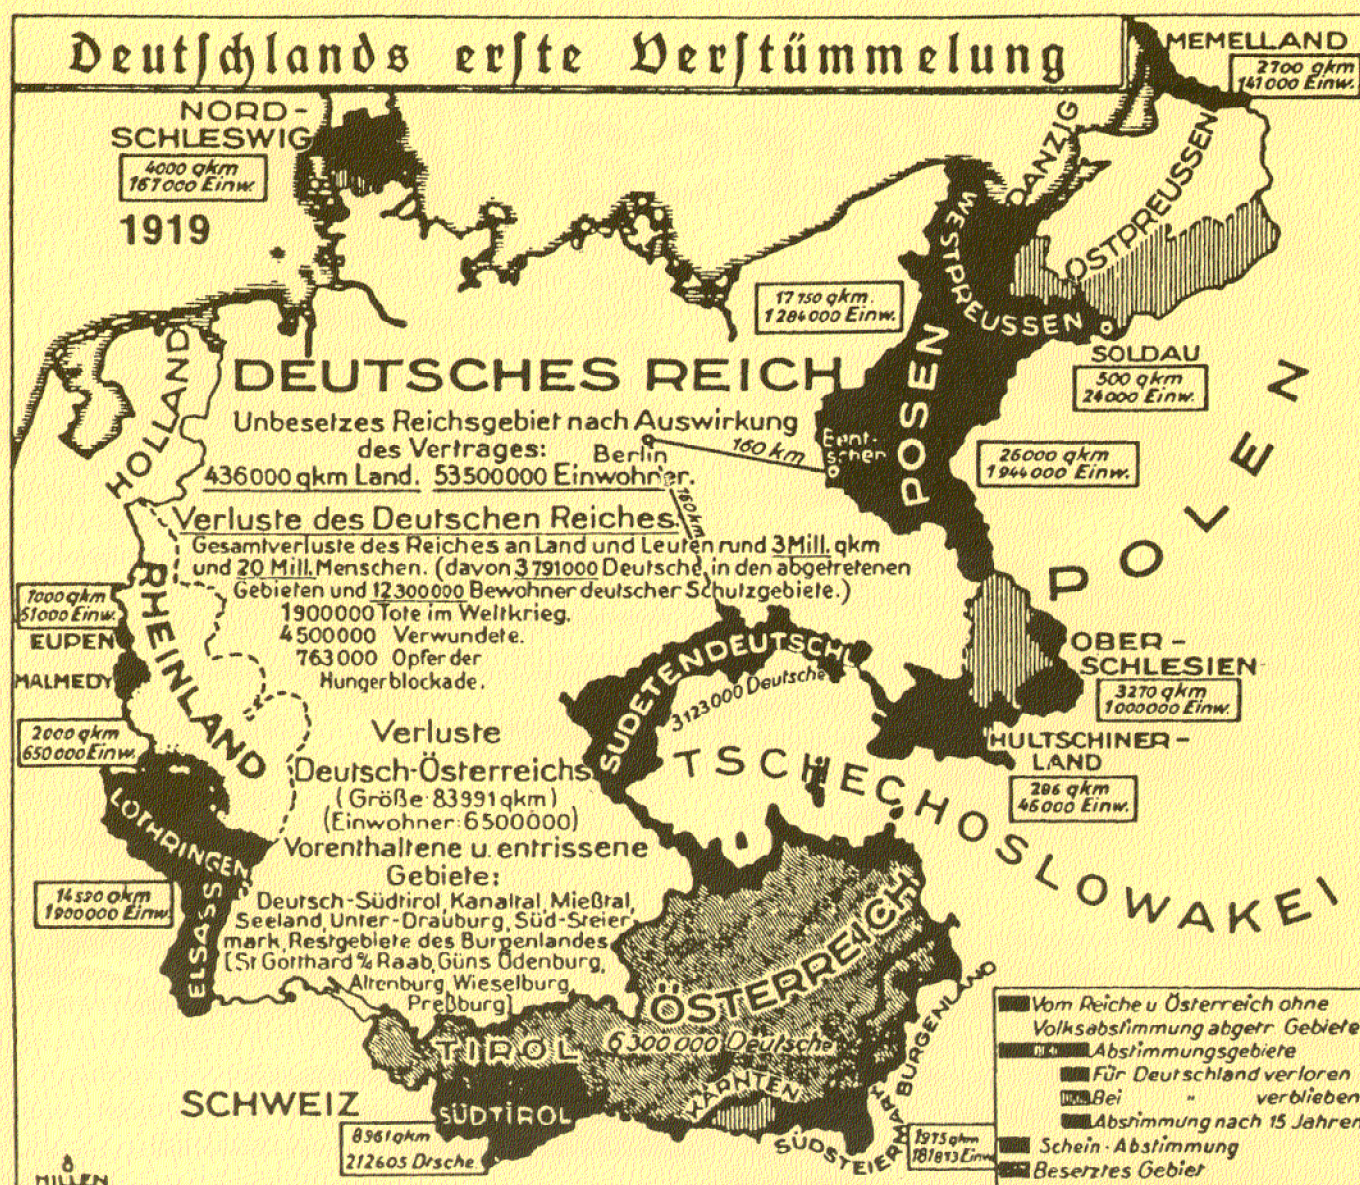 Deutschlands erste Verstümmelung
MEMELLAND
2700 qkm
141000 Einw.
NORD-
SCHLESWIG
4000 qkm
167000 Einw.
1919
DANZIG
OSTPREUSSEN
WESTPREUSSEN
17750 qkm.
1284000 Einw.
SOLDAU
500 qkm
24000 Einw.
HOLLAND
DEUTSCHES REICH
POSEN
POLEN
Unbesetzes Reichsgebiet nach Auswirkung
des Vertrages:
Berlin
160 km
Bent-
schen
436000 qkm Land. 53500000 Einwohner.
160 km
26000 qkm
1944000 Einw.
Verluste des Deutschen Reiches.
Gesamtverluste des Reiches an Land und Leuten rund 3 Mill. qkm
und 20 Mill. Menschen. (davon 3791000 Deutsche, in den abgetretenen
Gebieten und 12300000 Bewohner deutscher Schutzgebiete.)
1900000 Tote im Weltkrieg.
4500000 Verwundete.
763000 Opfer der
Hungerblockade.
RHEINLAND
1000 qkm
61000 Einw.
EUPEN
MALMEDY
2000 qkm
650000 Einw.
OBER-
SCHLESIEN
3270 qkm
1000000 Einw.
SUDETENDEUTSCHL.
3123000 Deutsche
TSCHECHOSLOWAKEI
HULTSCHINER-
LAND
286 qkm
46000 Einw.
Verluste
Deutsch-Österreichs
(Größe: 83991 qkm)
(Einwohner: 6500000)
Vorenthaltene u. entrissene
Gebiete:
Deutsch-Südtirol, Kanaltal, Mießtal,
Seeland, Unter-Drauburg, Süd-Steier,
mark, Restgebiete des Burgenlandes
[St Gotthard % Raab, Güns Ödenburg,
Altenburg, Wieselburg,
Preßburg]
LOTHRINGEN
ELSASS
14520 qkm
1900000 Einw.
ÖSTERREICH
6300000 Deutsche
TIROL
SÜDTIROL
8961 qkm
212605 Dtsche.
SCHWEIZ
KÄRNTEN
SÜDSTEIERMARK
BURGENLAND
1975 qkm
Vom Reiche u Österreich ohne
Volksabstimmung abgetr. Gebiete
Abstimmungsgebiete
Für Deutschland verloren
Bei " verblieben
Abstimmung nach 15 Jahren
Schein-Abstimmung
Besetztes Gebiet